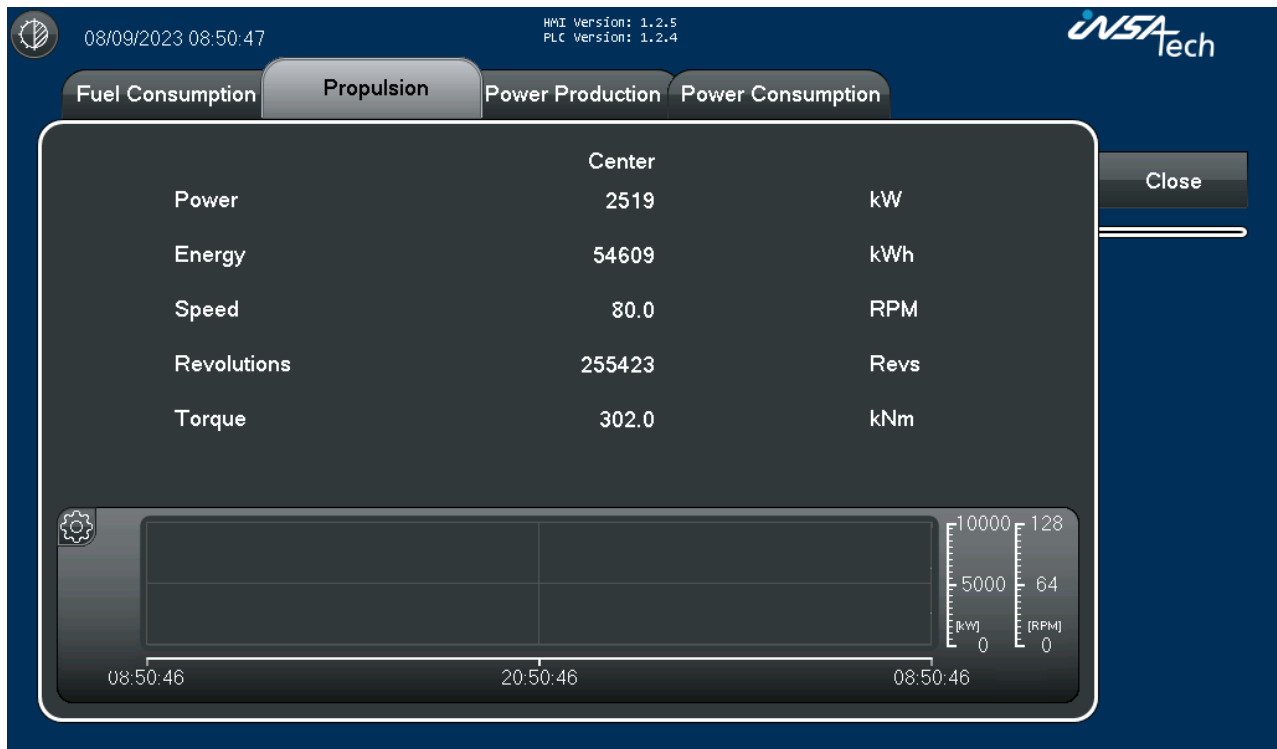 08/09/2023 08:50:47
HMI Version: 1.2.5
PLC Version: 1.2.4
iNSA Tech
Fuel Consumption Propulsion Power Production Power Consumption
Close
Center
Power 2519 kW
Energy 54609 kWh
Speed 80.0 RPM
Revolutions 255423 Revs
Torque 302.0 kNm
10000 128
5000 64
[kW] [RPM]
0 0
08:50:46 20:50:46 08:50:46